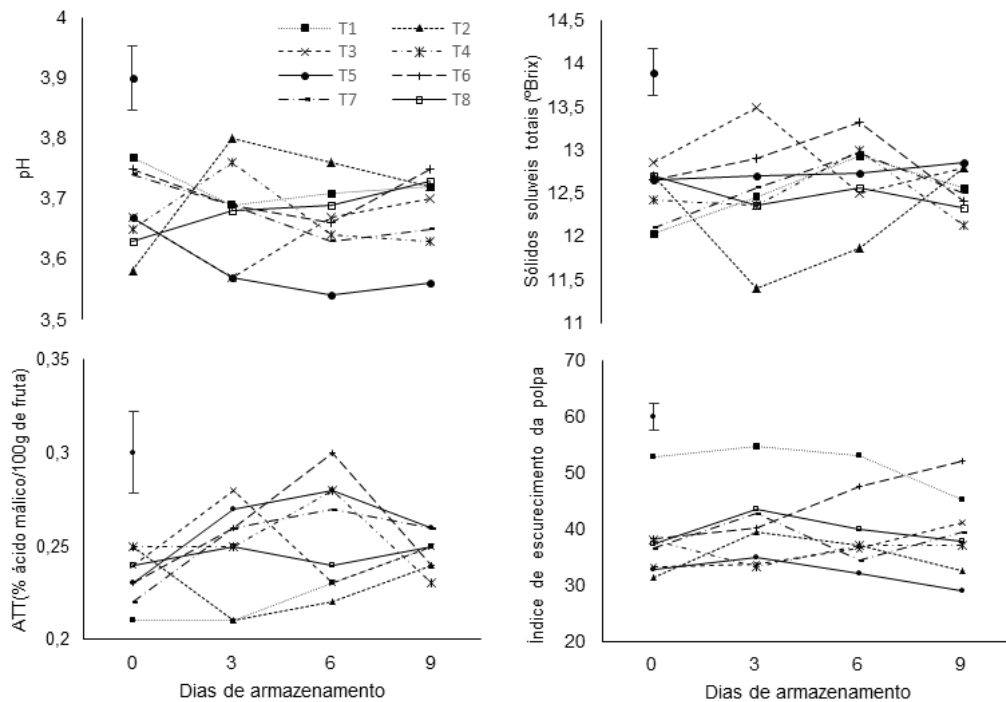 4
3,9
3,8
3,7
3,6
3,5
pH
T1
T2
T3
T4
T5
T6
T7
T8
14,5
14
13,5
13
12,5
12
11,5
11
Sólidos soluveis totais (ºBrix)
0,35
0,3
0,25
0,2
ATT(% ácido málico/100g de fruta)
0
3
6
9
Dias de armazenamento
70
60
50
40
30
20
Indice de escurecimento da polpa
0
3
6
9
Dias de armazenamento